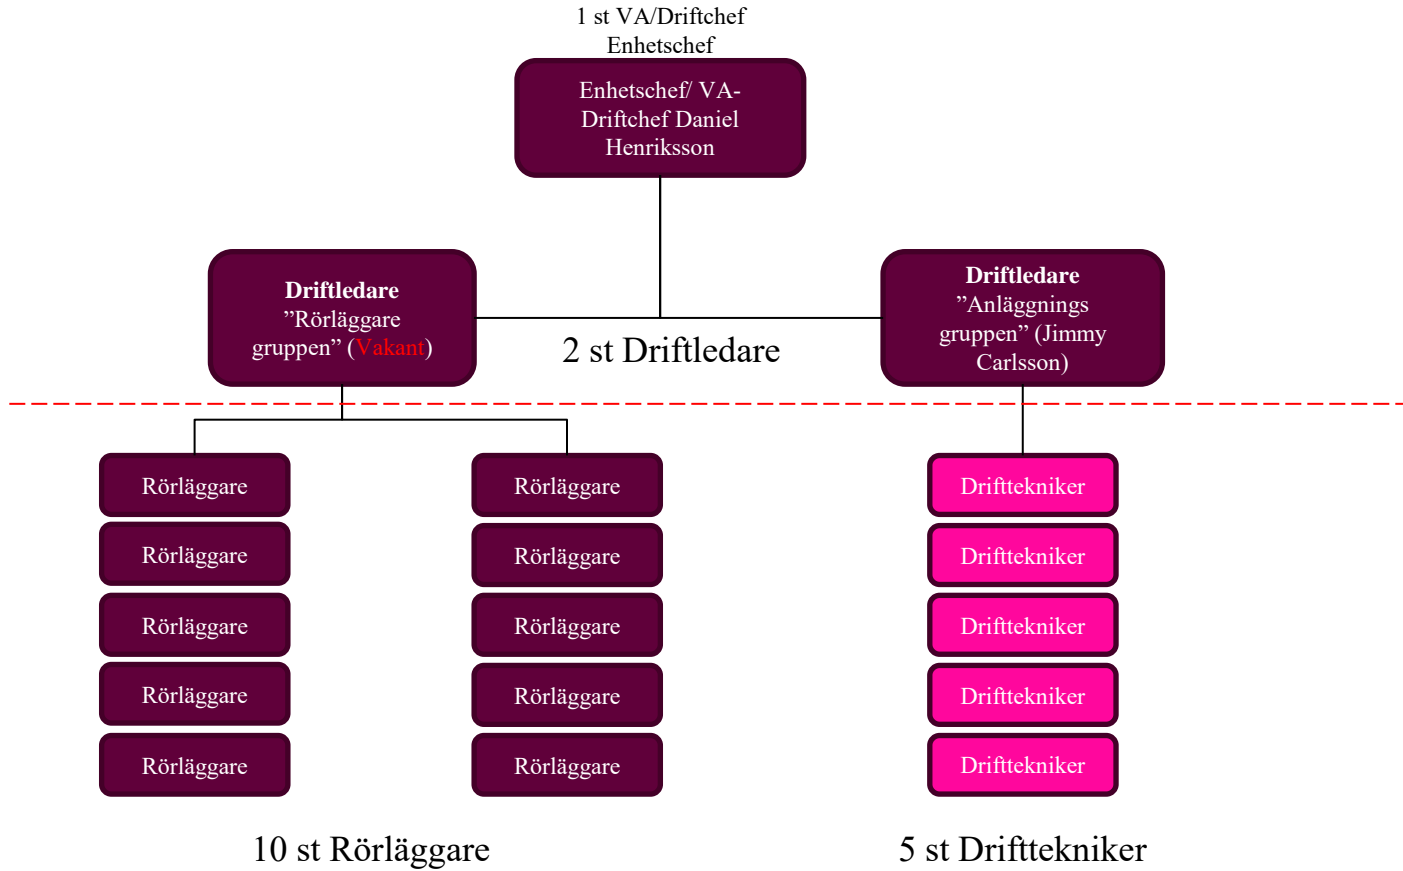 1 st VA/Driftchef
Enhetschef
Enhetschef/ VA-
Driftchef Daniel
Henriksson
Driftledare
”Rörläggare
gruppen” (Vakant)
2 st Driftledare
Driftledare
”Anläggnings
gruppen” (Jimmy
Carlsson)
Rörläggare
Rörläggare
Rörläggare
Rörläggare
Rörläggare
Rörläggare
Rörläggare
Rörläggare
Rörläggare
Rörläggare
Drifttekniker
Drifttekniker
Drifttekniker
Drifttekniker
Drifttekniker
10 st Rörläggare
5 st Drifttekniker